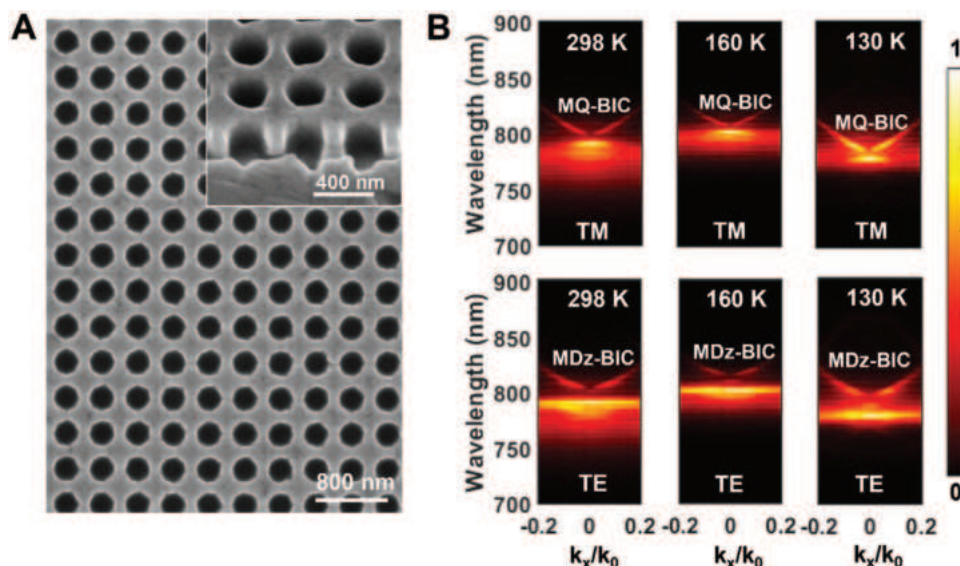 A
400 nm
800 nm
B
Wavelength (nm)
900
850
800
750
700
298 K
MQ-BIC
TM
160 K
MQ-BIC
TM
130 K
MQ-BIC
TM
1
0
Wavelength (nm)
900
850
800
750
700
298 K
MDz-BIC
TE
160 K
MDz-BIC
TE
130 K
MDz-BIC
TE
-0.2 0 0.2
-0.2 0 0.2
-0.2 0 0.2
kₓ/k₀
kₓ/k₀
kₓ/k₀